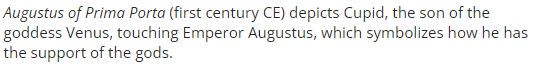 Augustus of Prima Porta (first century CE) depicts Cupid, the son of the
goddess Venus, touching Emperor Augustus, which symbolizes how he has
the support of the gods.